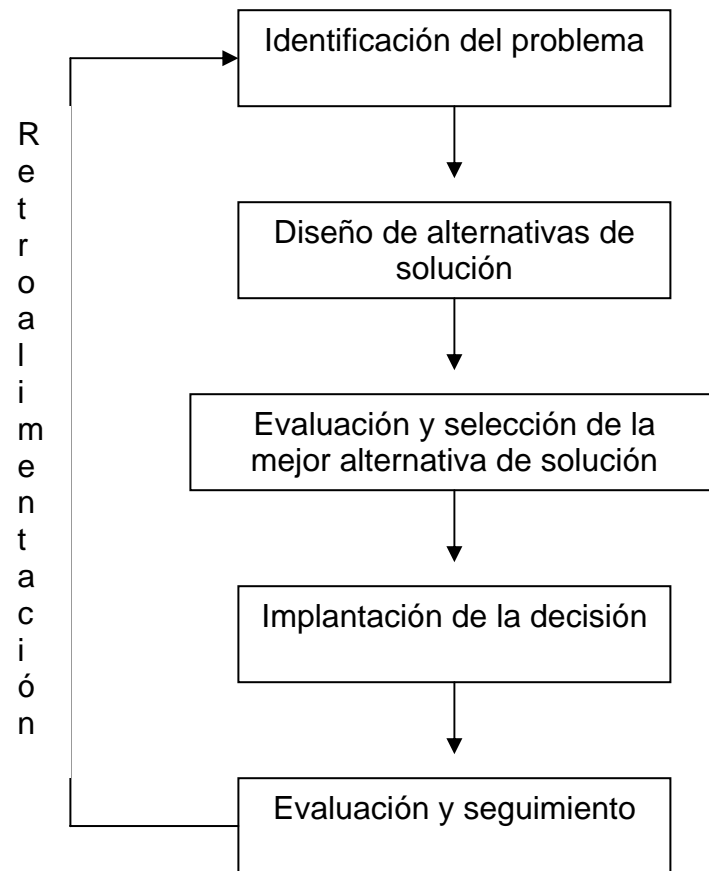 Identificación del problema
Retroalimentación
Diseño de alternativas de
solución
Evaluación y selección de la
mejor alternativa de solución
Implantación de la decisión
Evaluación y seguimiento